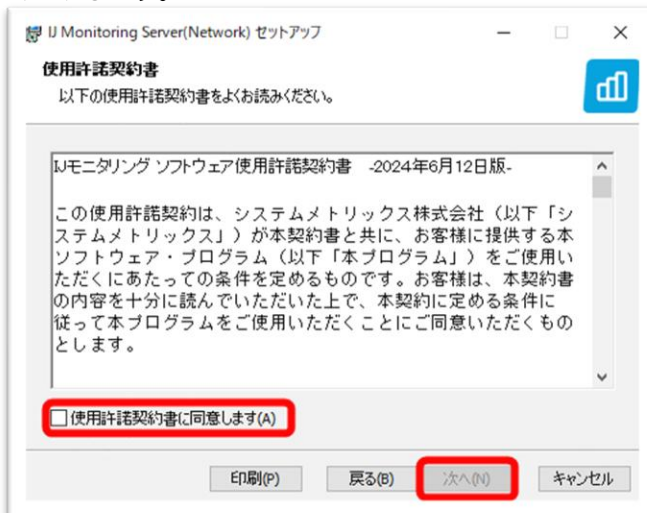 IJ Monitoring Server(Network) セットアップ
使用許諾契約書
以下の使用許諾契約書をよくお読みください。
IJモニタリング ソフトウェア使用許諾契約書 -2024年6月12日版-
この使用許諾契約は、システムメトリックス株式会社（以下「シ
ステムメトリックス」）が本契約書と共に、お客様に提供する本
ソフトウェア・プログラム（以下「本プログラム」）をご使用い
ただくにあたっての条件を定めるものです。お客様は、本契約書
の内容を十分に読んでいただいた上で、本契約に定める条件に
従って本プログラムをご使用いただくことにご同意いただくもの
とします。
使用許諾契約書に同意します(A)
印刷(P) 戻る(B) 次へ(N) キャンセル